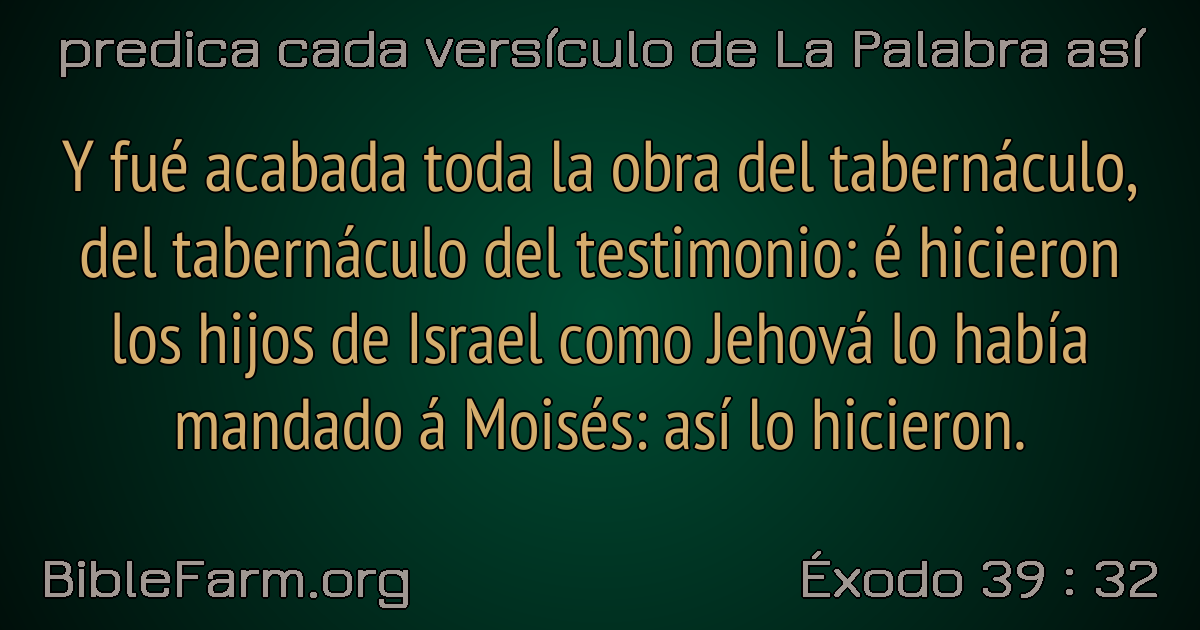 predica cada versículo de La Palabra así
Y fué acabada toda la obra del tabernáculo,
del tabernáculo del testimonio: é hicieron
los hijos de Israel como Jehová lo había
mandado á Moisés: así lo hicieron.
BibleFarm.org
Éxodo 39 : 32